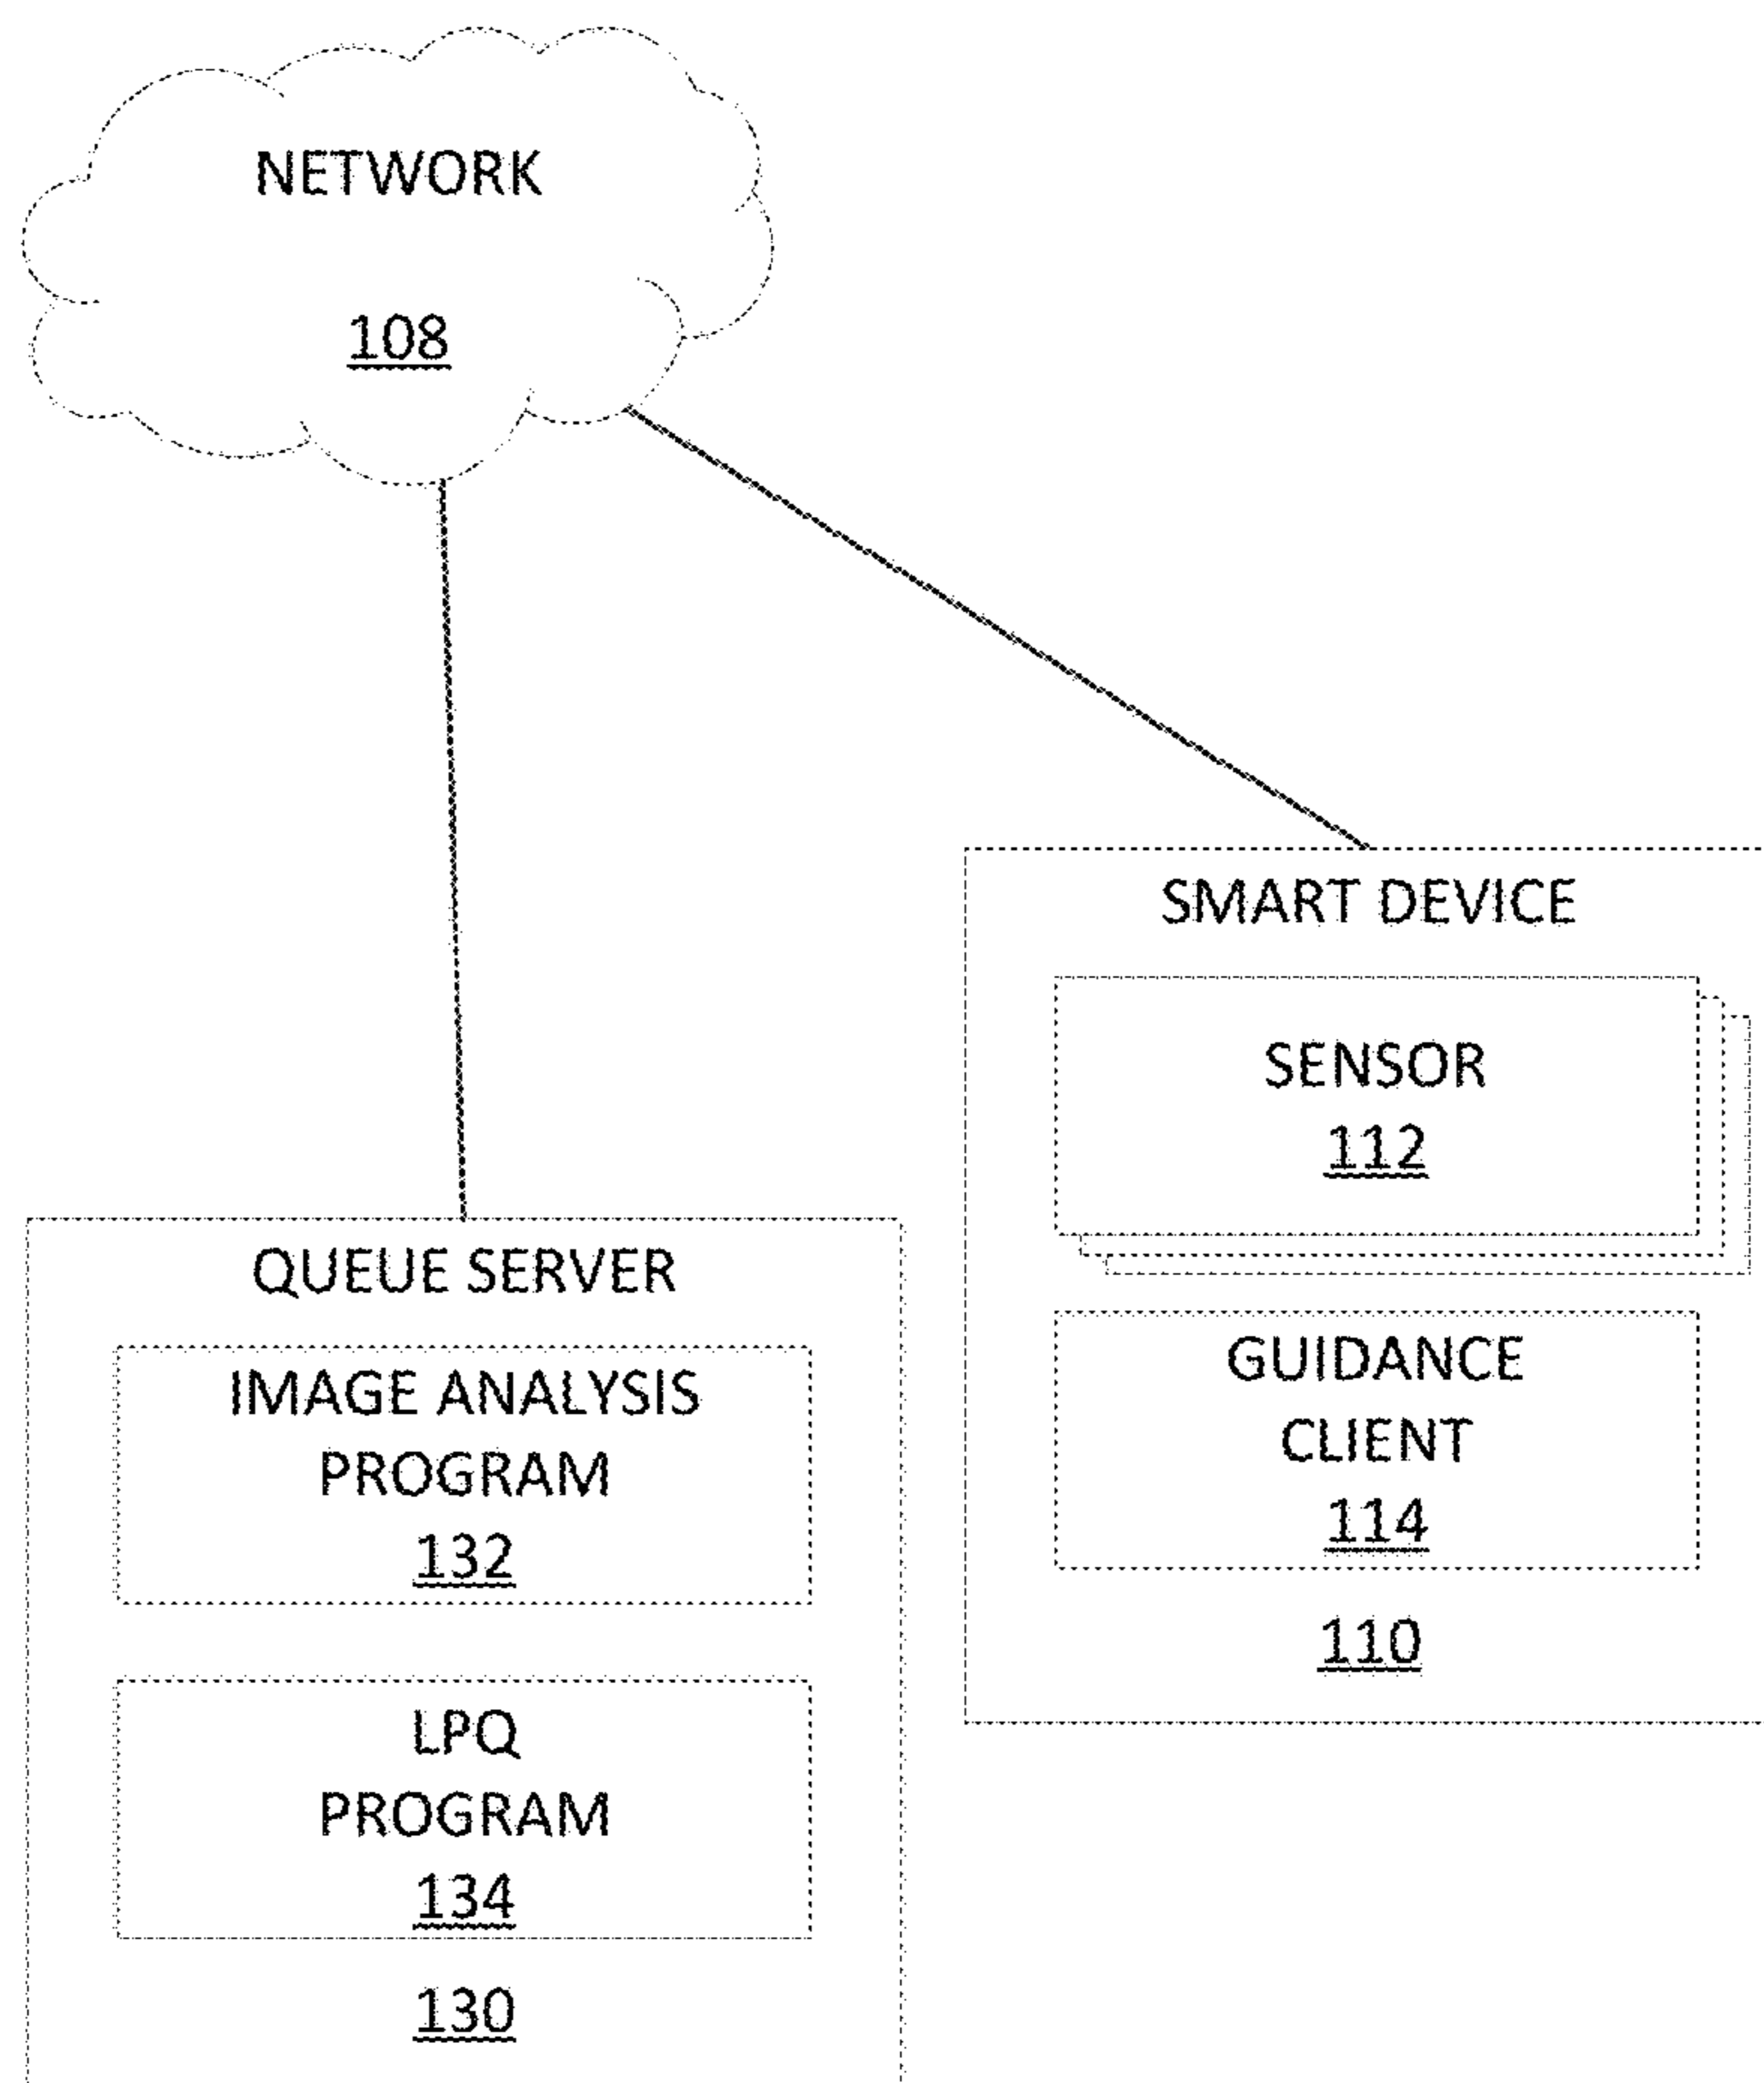 NETWORK
108
SMART DEVICE
SENSOR
112
GUIDANCE
CLIENT
114
110
QUEUE SERVER
IMAGE ANALYSIS
PROGRAM
132
LPQ
PROGRAM
134
130